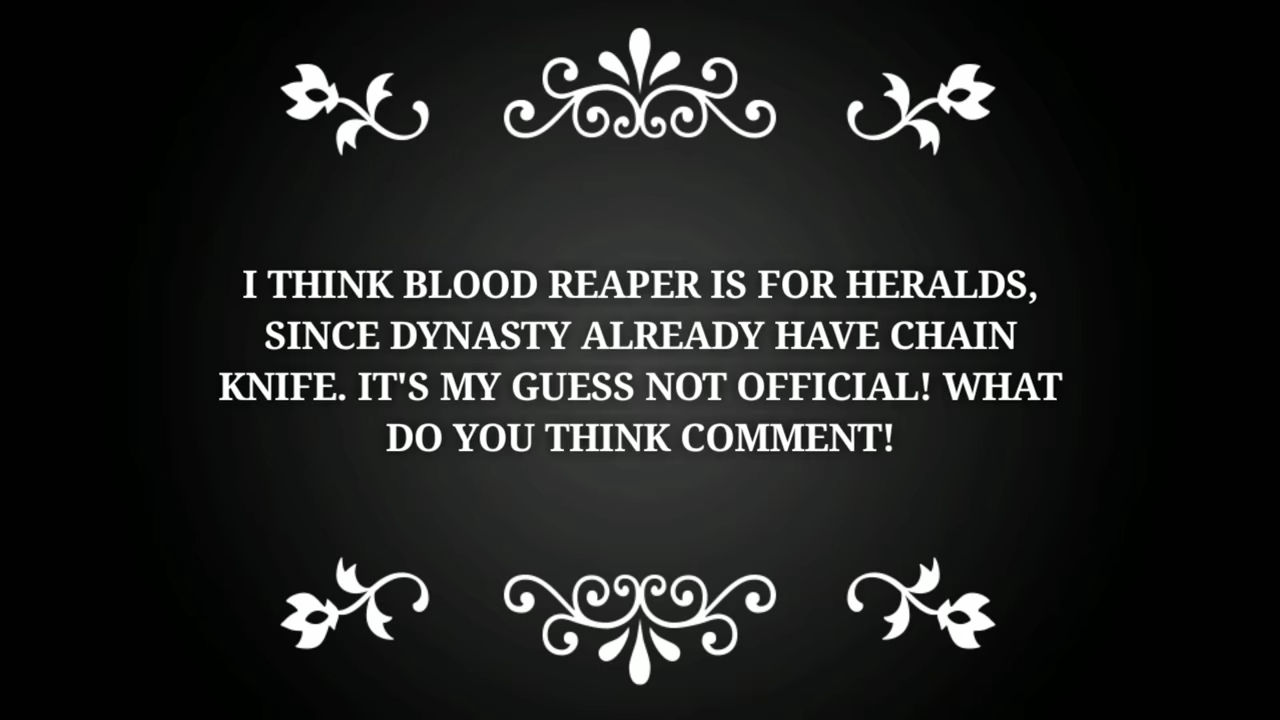 I THINK BLOOD REAPER IS FOR HERALDS,
SINCE DYNASTY ALREADY HAVE CHAIN
KNIFE. IT'S MY GUESS NOT OFFICIAL! WHAT
DO YOU THINK COMMENT!